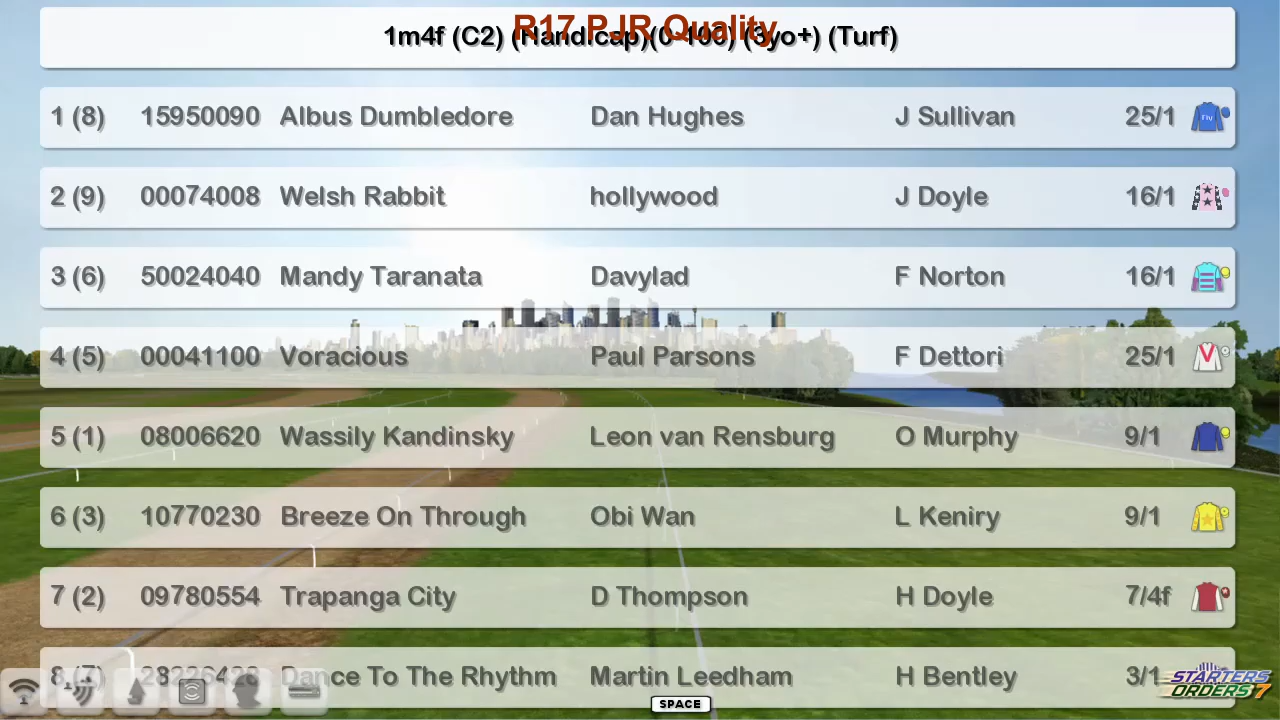 R17 PJR Quality
1m4f (C2) (Handicap)(0-100) (3yo+) (Turf)
1 (8) 15950090 Albus Dumbledore Dan Hughes J Sullivan 25/1
2 (9) 00074008 Welsh Rabbit hollywood J Doyle 16/1
3 (6) 50024040 Mandy Taranata Davylad F Norton 16/1
4 (5) 00041100 Voracious Paul Parsons F Dettori 25/1
5 (1) 08006620 Wassily Kandinsky Leon van Rensburg O Murphy 9/1
6 (3) 10770230 Breeze On Through Obi Wan L Keniry 9/1
7 (2) 09780554 Trapanga City D Thompson H Doyle 7/4f
8 (7) Dance To The Rhythm Martin Leedham H Bentley 3/1
SPACE
STARTERS
ORDERS 7